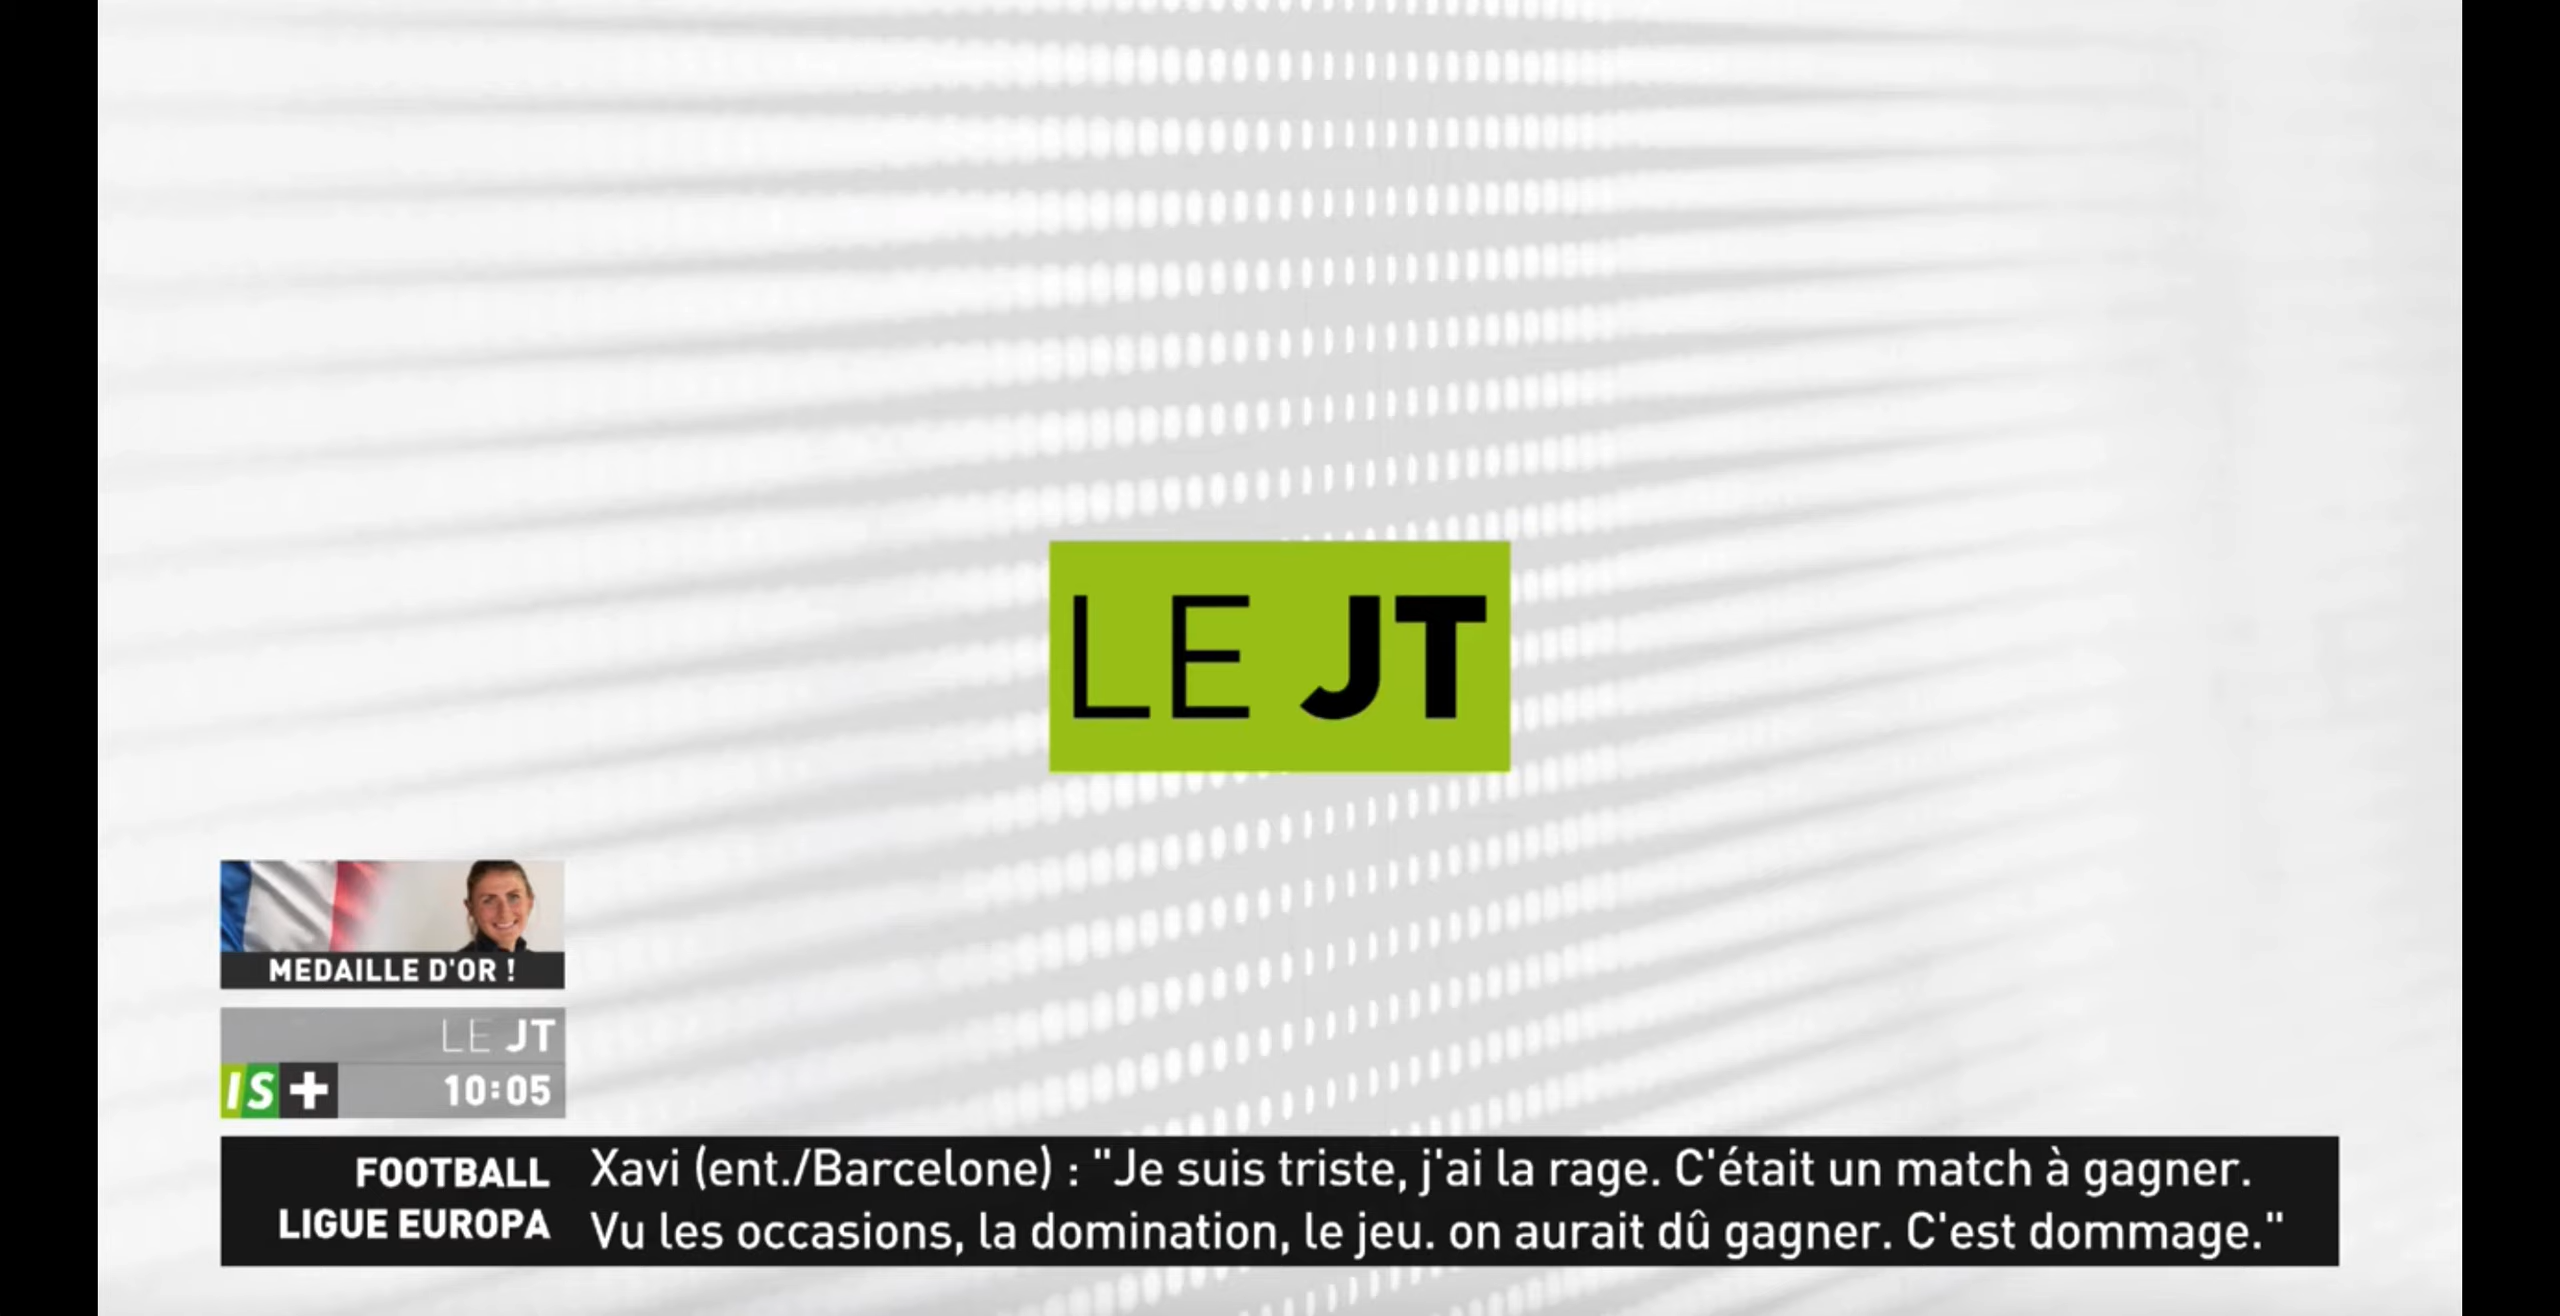 LE JT
MEDAILLE D'OR !
LE JT
IS+
10:05
FOOTBALL
LIGUE EUROPA
Xavi (ent./Barcelone) : "Je suis triste, j'ai la rage. C'était un match à gagner.
Vu les occasions, la domination, le jeu. on aurait dû gagner. C'est dommage."